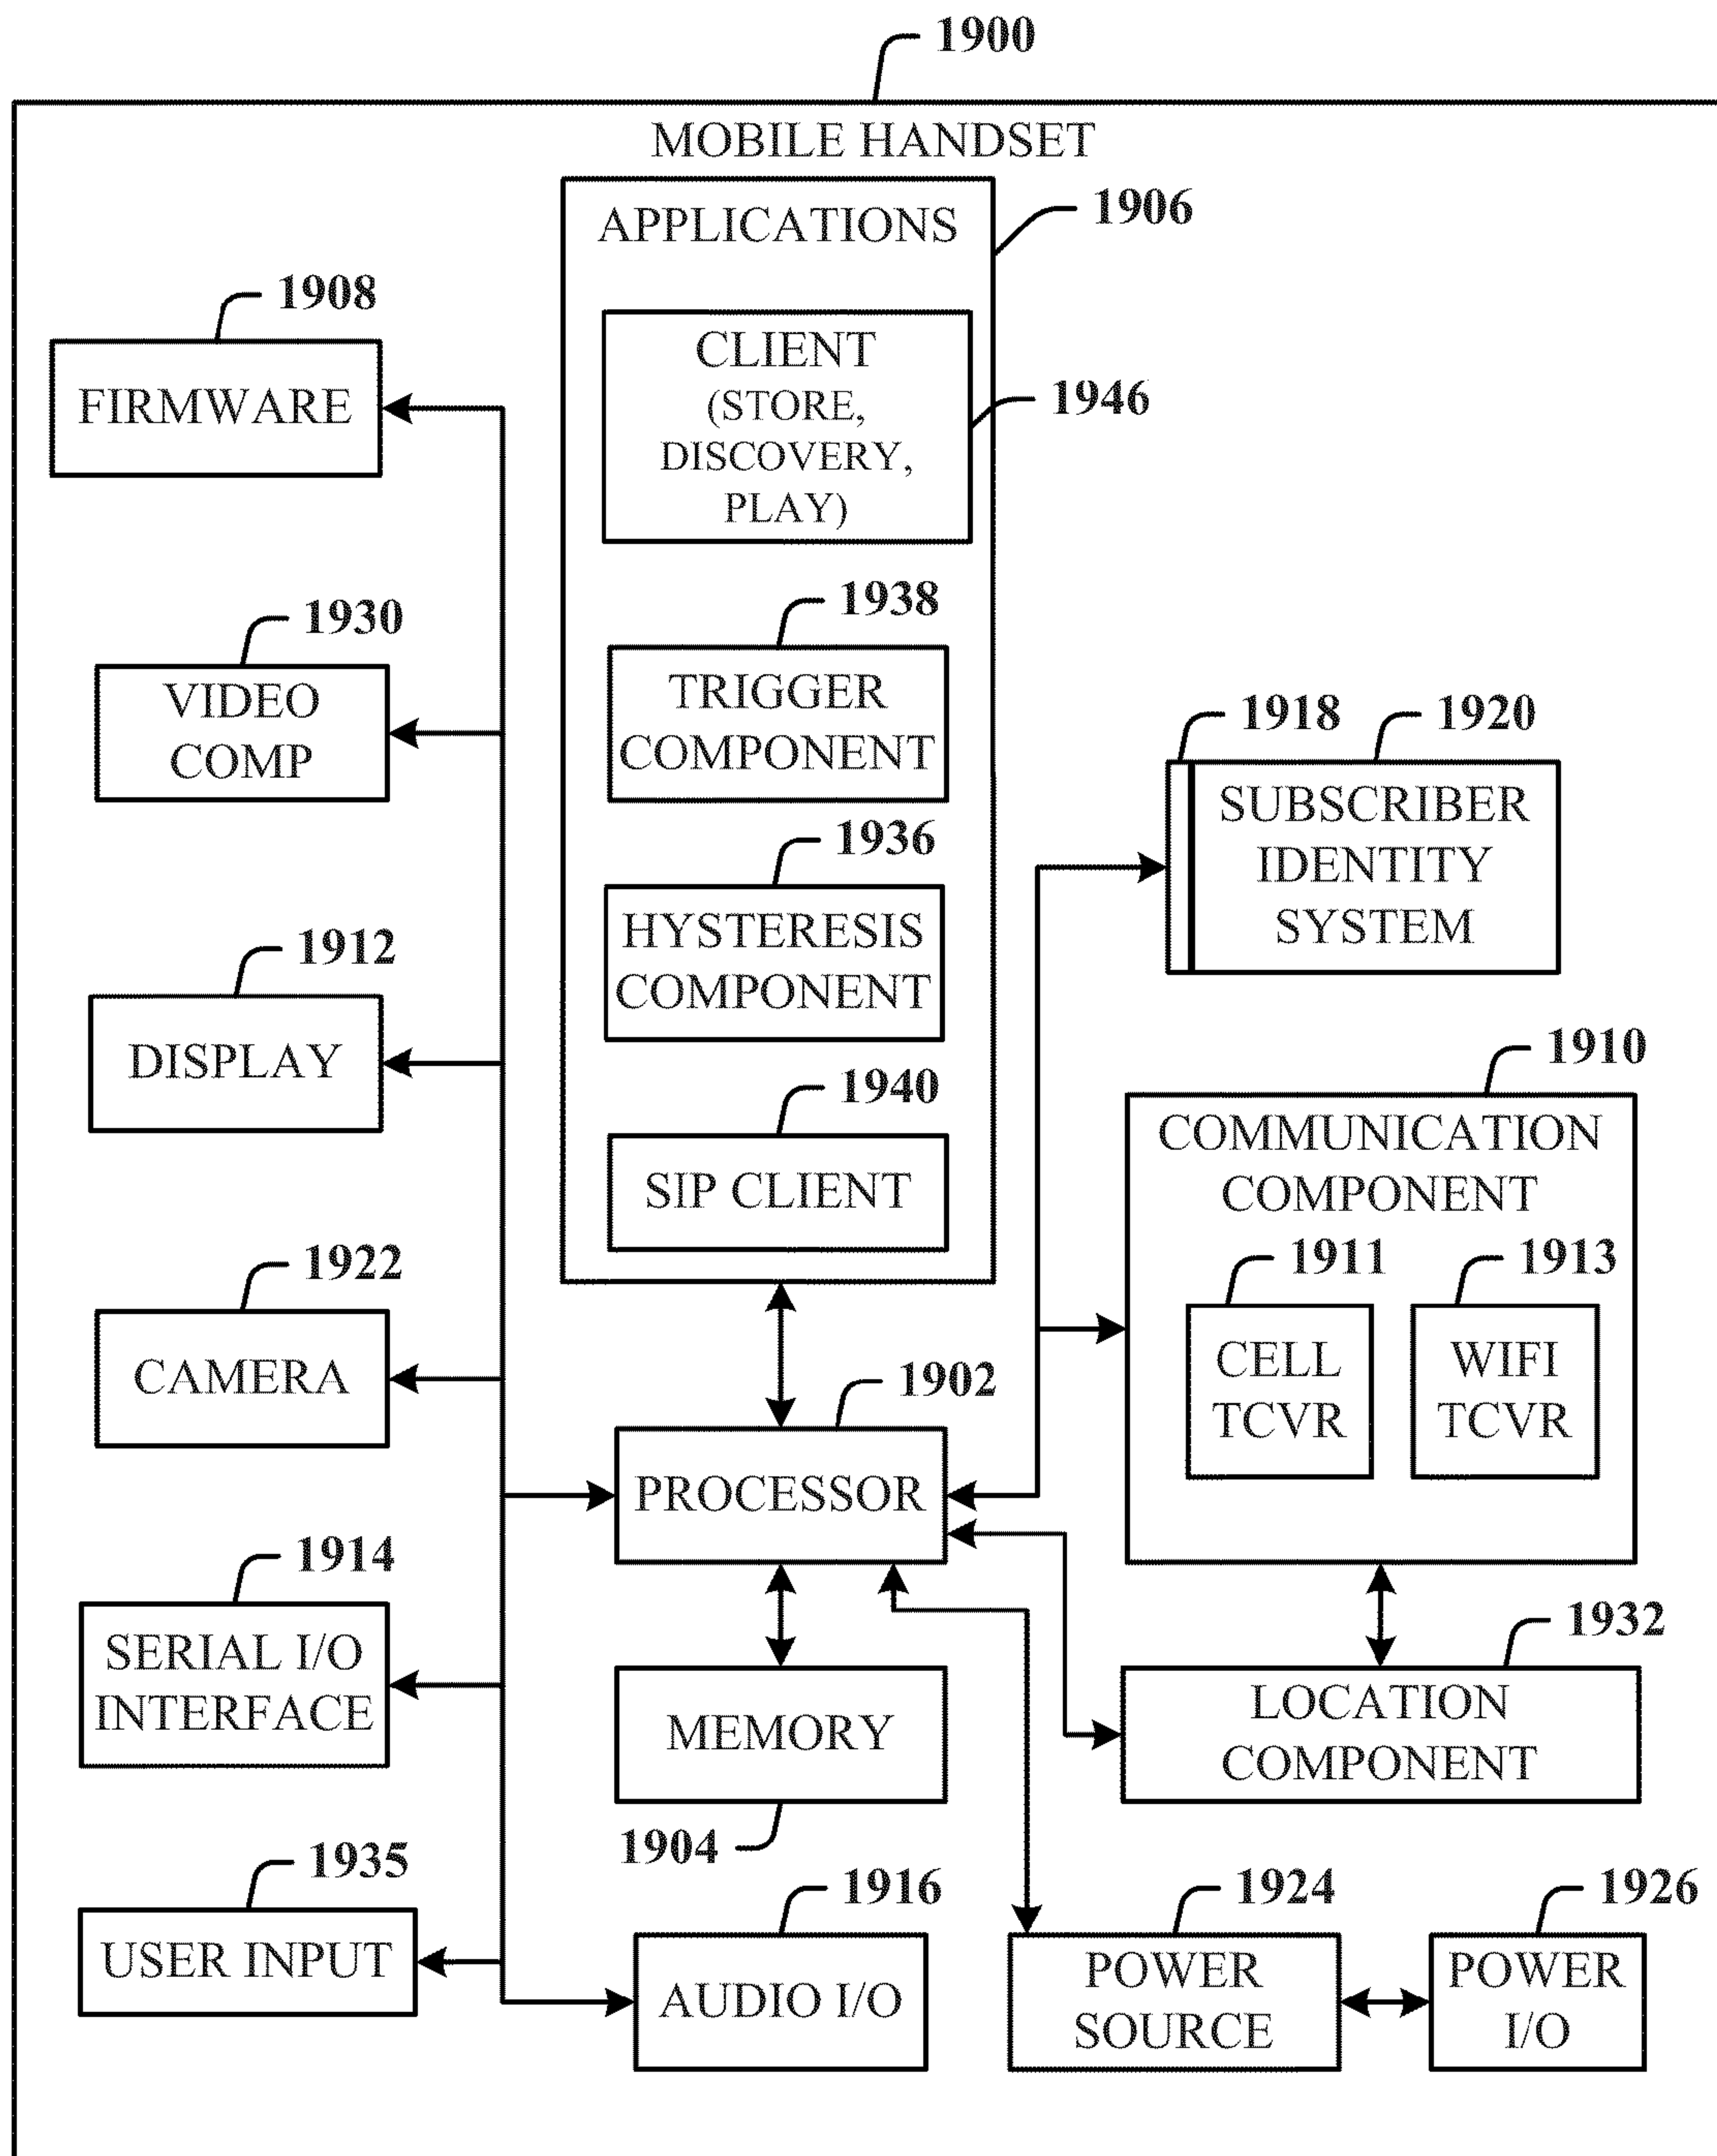 1900
MOBILE HANDSET
APPLICATIONS
1906
1908
FIRMWARE
CLIENT
(STORE,
DISCOVERY,
PLAY)
1946
1930
VIDEO
COMP
1938
TRIGGER
COMPONENT
1918
1920
SUBSCRIBER
IDENTITY
SYSTEM
1936
HYSTERESIS
COMPONENT
1912
DISPLAY
1940
SIP CLIENT
1910
COMMUNICATION
COMPONENT
1911
CELL
TCVR
1913
WIFI
TCVR
1922
CAMERA
1902
PROCESSOR
1914
SERIAL I/O
INTERFACE
MEMORY
1904
1932
LOCATION
COMPONENT
1935
USER INPUT
1916
AUDIO I/O
1924
POWER
SOURCE
1926
POWER
I/O